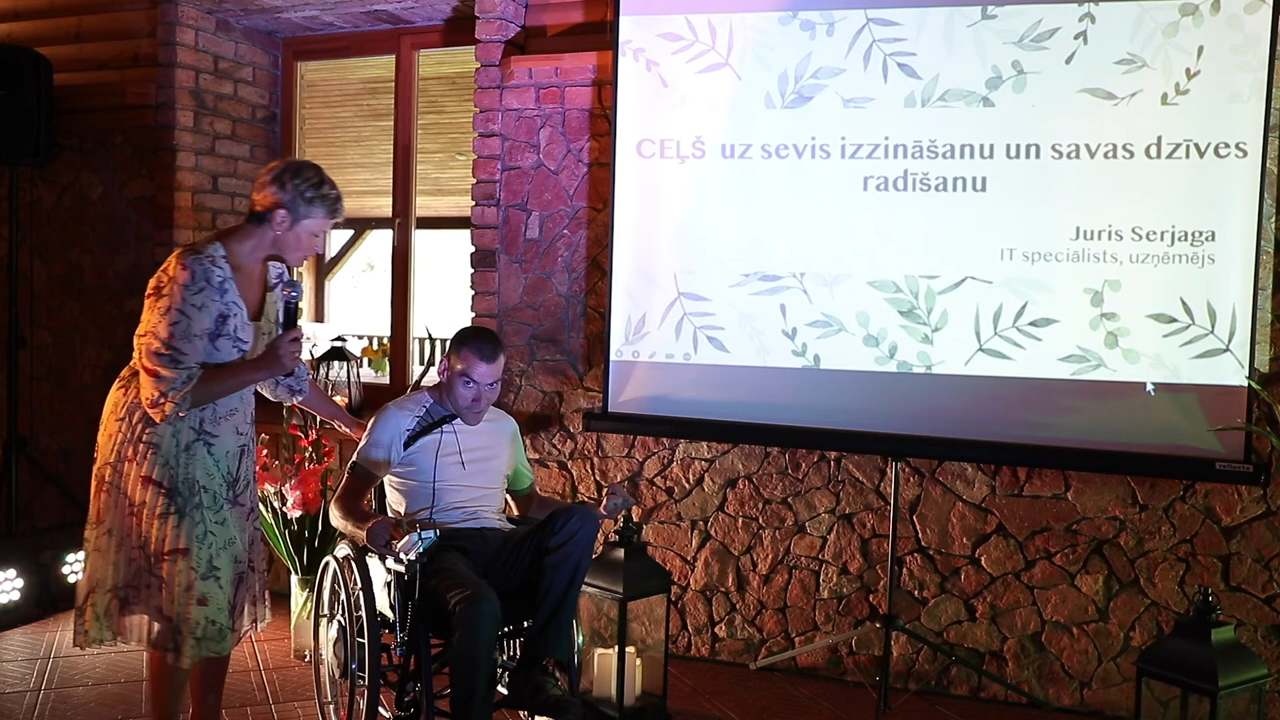 CEĻŠ uz sevis izzināšanu un savas dzīves
radīšanu
Juris Serjaga
IT speciālists, uzņēmējs